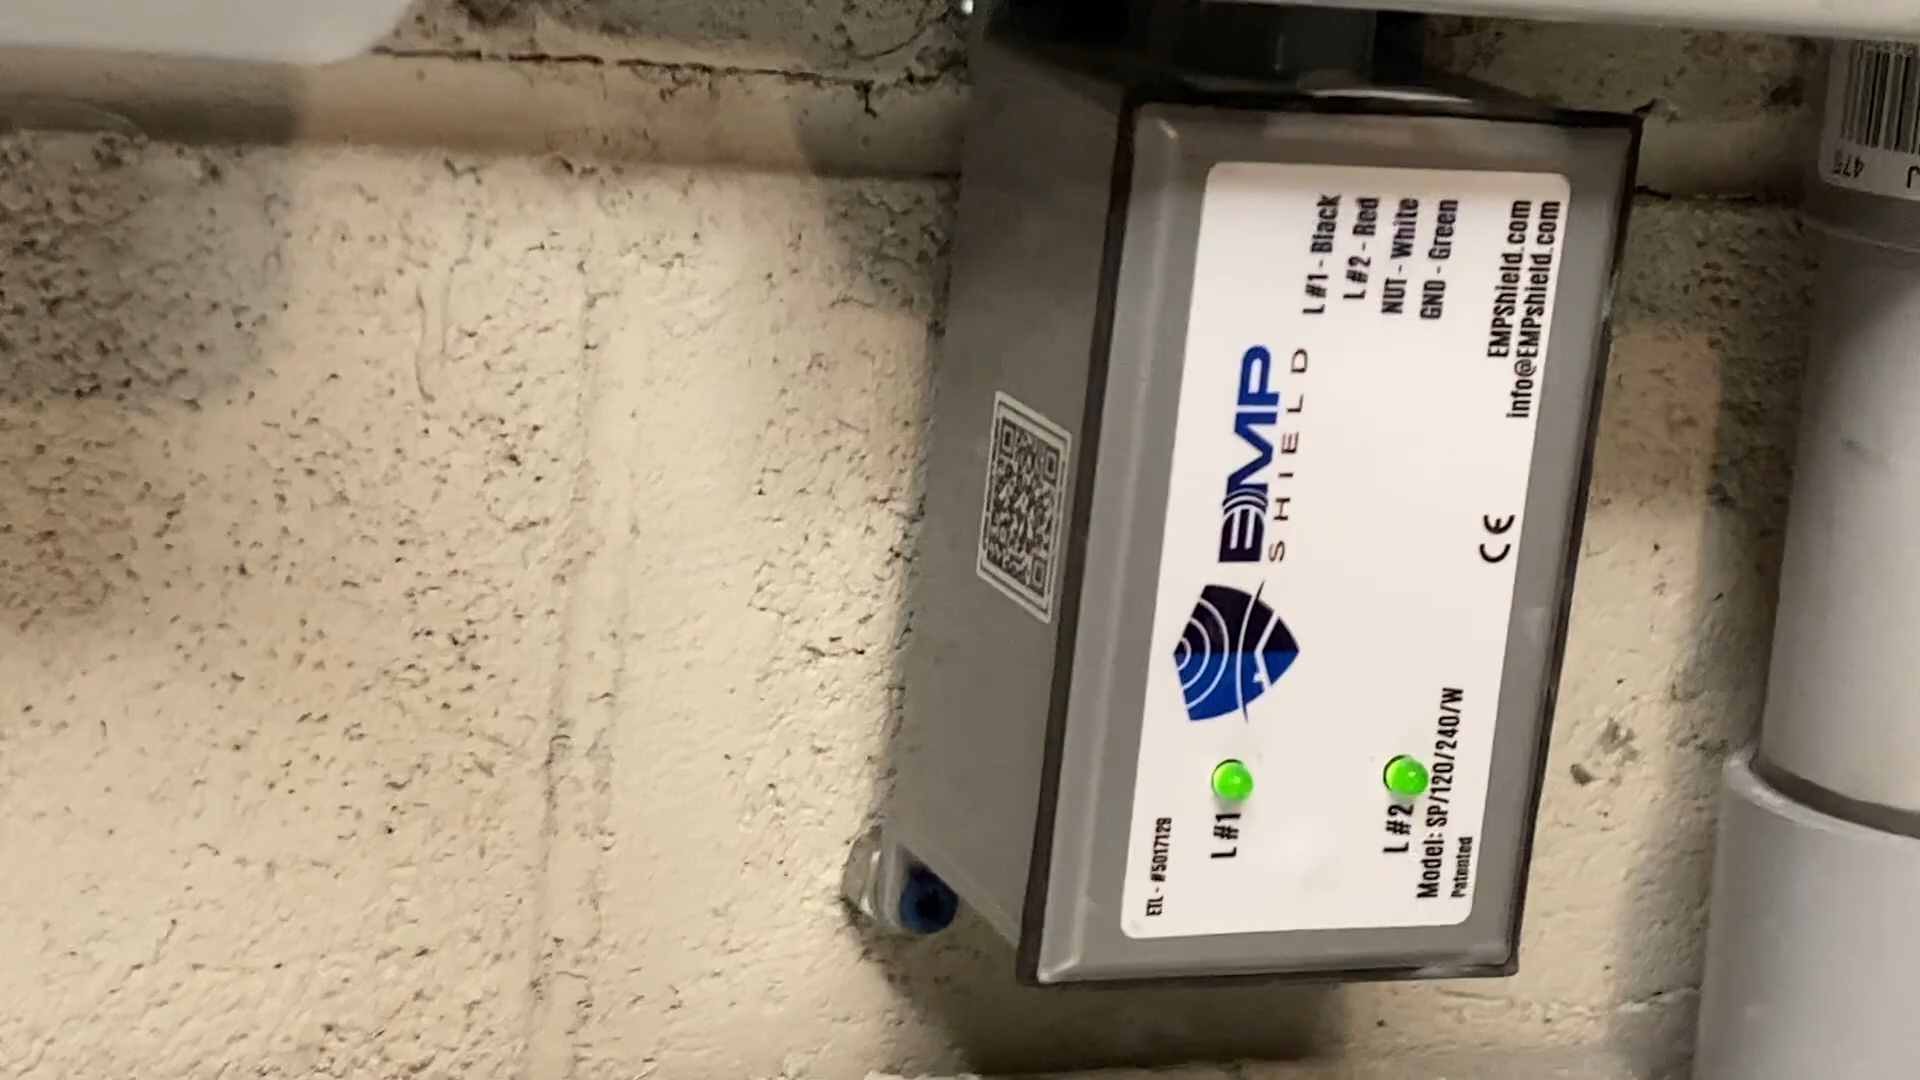 ETL - #5017129
L #1
L #2
Model: SP/120/240/W
Patented
EMP
SHIELD
CE
L #1 - Black
L #2 - Red
NUT - White
GND - Green
EMPShield.com
info@EMPshield.com
475